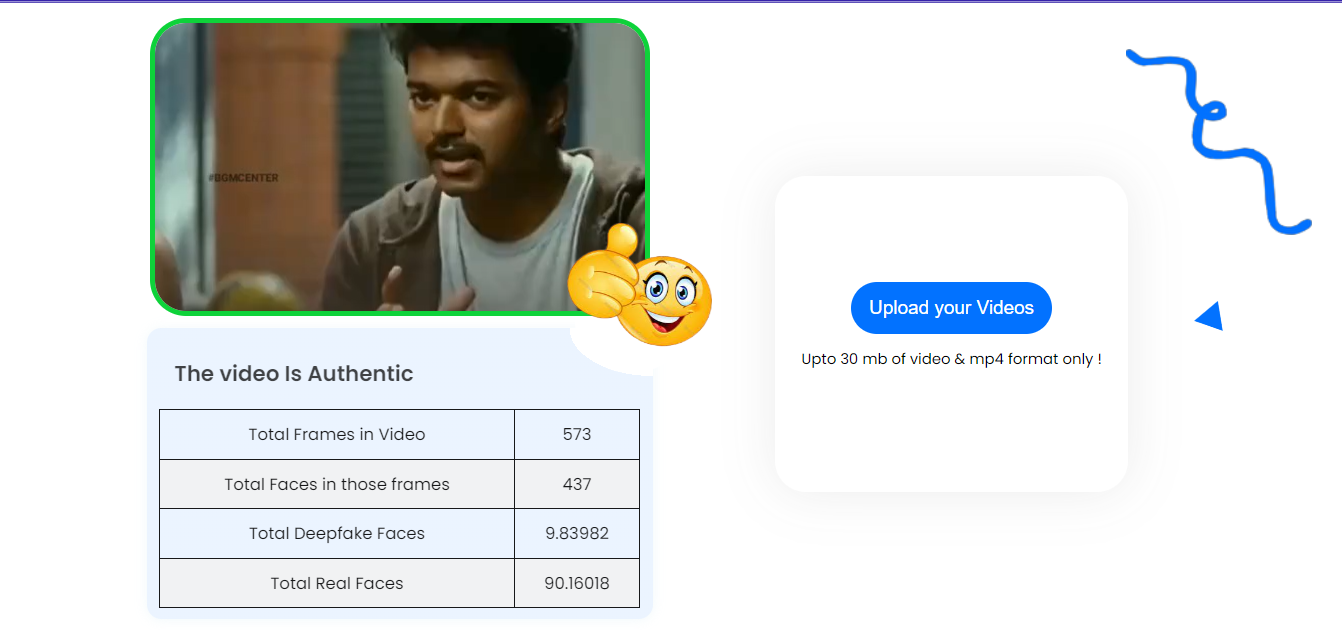 #BGMCENTER
The video Is Authentic
Total Frames in Video 573
Total Faces in those frames 437
Total Deepfake Faces 9.83982
Total Real Faces 90.16018
Upload your Videos
Upto 30 mb of video & mp4 format only !